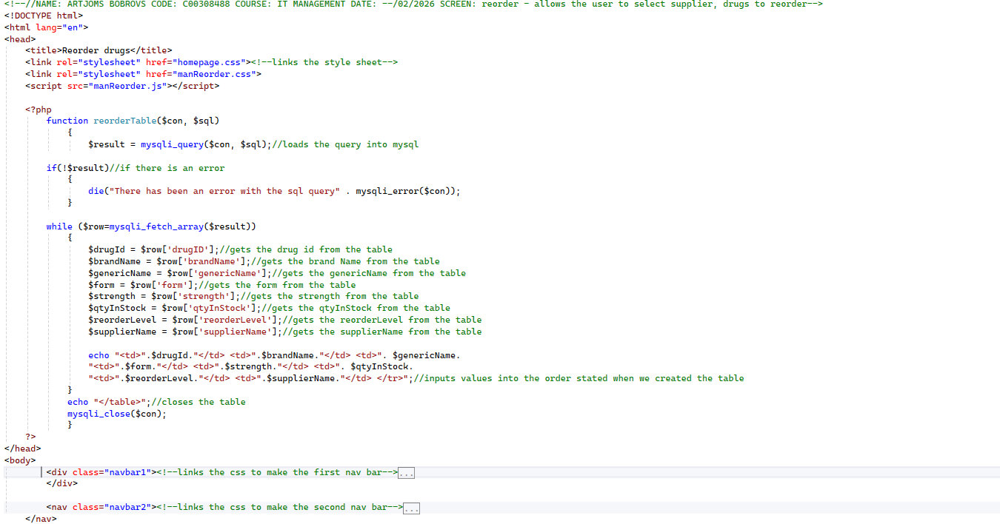 <!--//NAME: ARTJOMS BOBROVS CODE: C00308488 COURSE: IT MANAGEMENT DATE: --/02/2026 SCREEN: reorder - allows the user to select supplier, drugs to reorder-->
<!DOCTYPE html>
<html lang="en">
<head>
    <title>Reorder drugs</title>
    <link rel="stylesheet" href="homepage.css"><!--links the style sheet-->
    <link rel="stylesheet" href="manReorder.css">
    <script src="manReorder.js"></script>

    <?php
        function reorderTable($con, $sql)
            {
                $result = mysqli_query($con, $sql);//loads the query into mysql

        if(!$result)//if there is an error
            {
                die("There has been an error with the sql query" . mysqli_error($con));
            }

        while ($row=mysqli_fetch_array($result))
            {
                $drugId = $row['drugID'];//gets the drug id from the table
                $brandName = $row['brandName'];//gets the brand Name from the table
                $genericName = $row['genericName'];//gets the genericName from the table
                $form = $row['form'];//gets the form from the table
                $strength = $row['strength'];//gets the strength from the table
                $qtyInStock = $row['qtyInStock'];//gets the qtyInStock from the table
                $reorderLevel = $row['reorderLevel'];//gets the reorderLevel from the table
                $supplierName = $row['supplierName'];//gets the supplierName from the table

                echo "<td>".$drugId."</td> <td>".$brandName."</td> <td>". $genericName.
                "<td>".$form."</td> <td>".$strength."</td> <td>". $qtyInStock.
                "<td>".$reorderLevel."</td> <td>".$supplierName."</td> </tr>";//inputs values into the order stated when we created the table
            }
            echo "</table>";//closes the table
            mysqli_close($con);
            }
    ?>
</head>
<body>
        <div class="navbar1"><!--links the css to make the first nav bar-->...
        </div>

        <nav class="navbar2"><!--links the css to make the second nav bar-->...
    </nav>